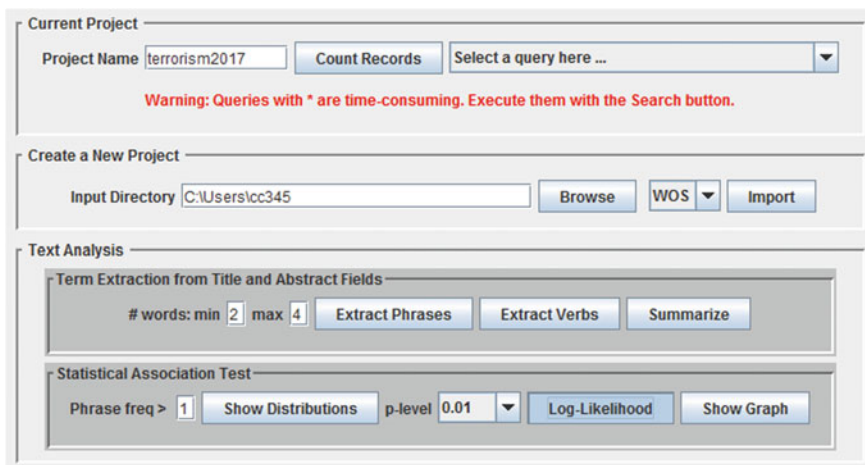 Current Project
Project Name terrorism2017 Count Records Select a query here ...
Warning: Queries with * are time-consuming. Execute them with the Search button.
Create a New Project
Input Directory C:\Users\cc345 Browse WOS Import
Text Analysis
Term Extraction from Title and Abstract Fields
# words: min 2 max 4 Extract Phrases Extract Verbs Summarize
Statistical Association Test
Phrase freq > 1 Show Distributions p-level 0.01 Log-Likelihood Show Graph